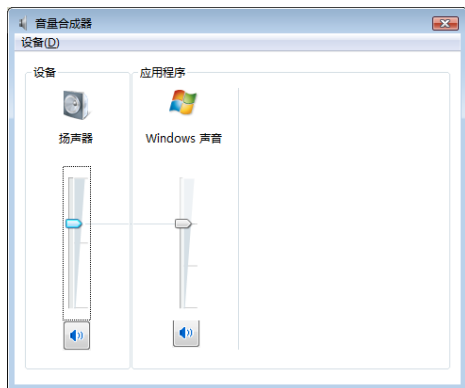 音量合成器
设备(D)
设备
应用程序
扬声器
Windows 声音